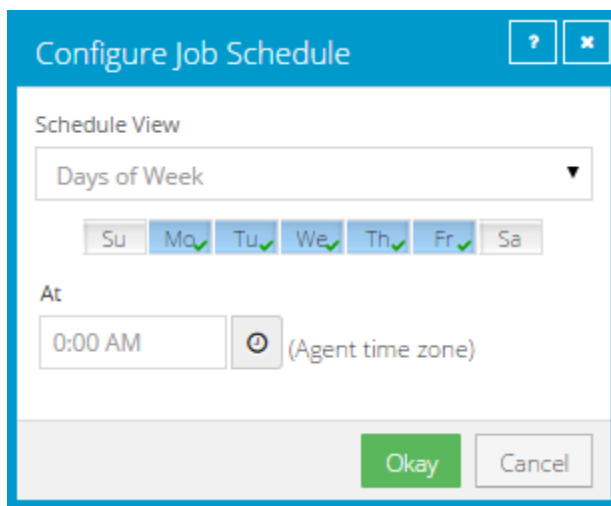 Configure Job Schedule ? ×
Schedule View
Days of Week
Su Mo Tu We Th Fr Sa
At
0:00 AM (Agent time zone)
Okay Cancel